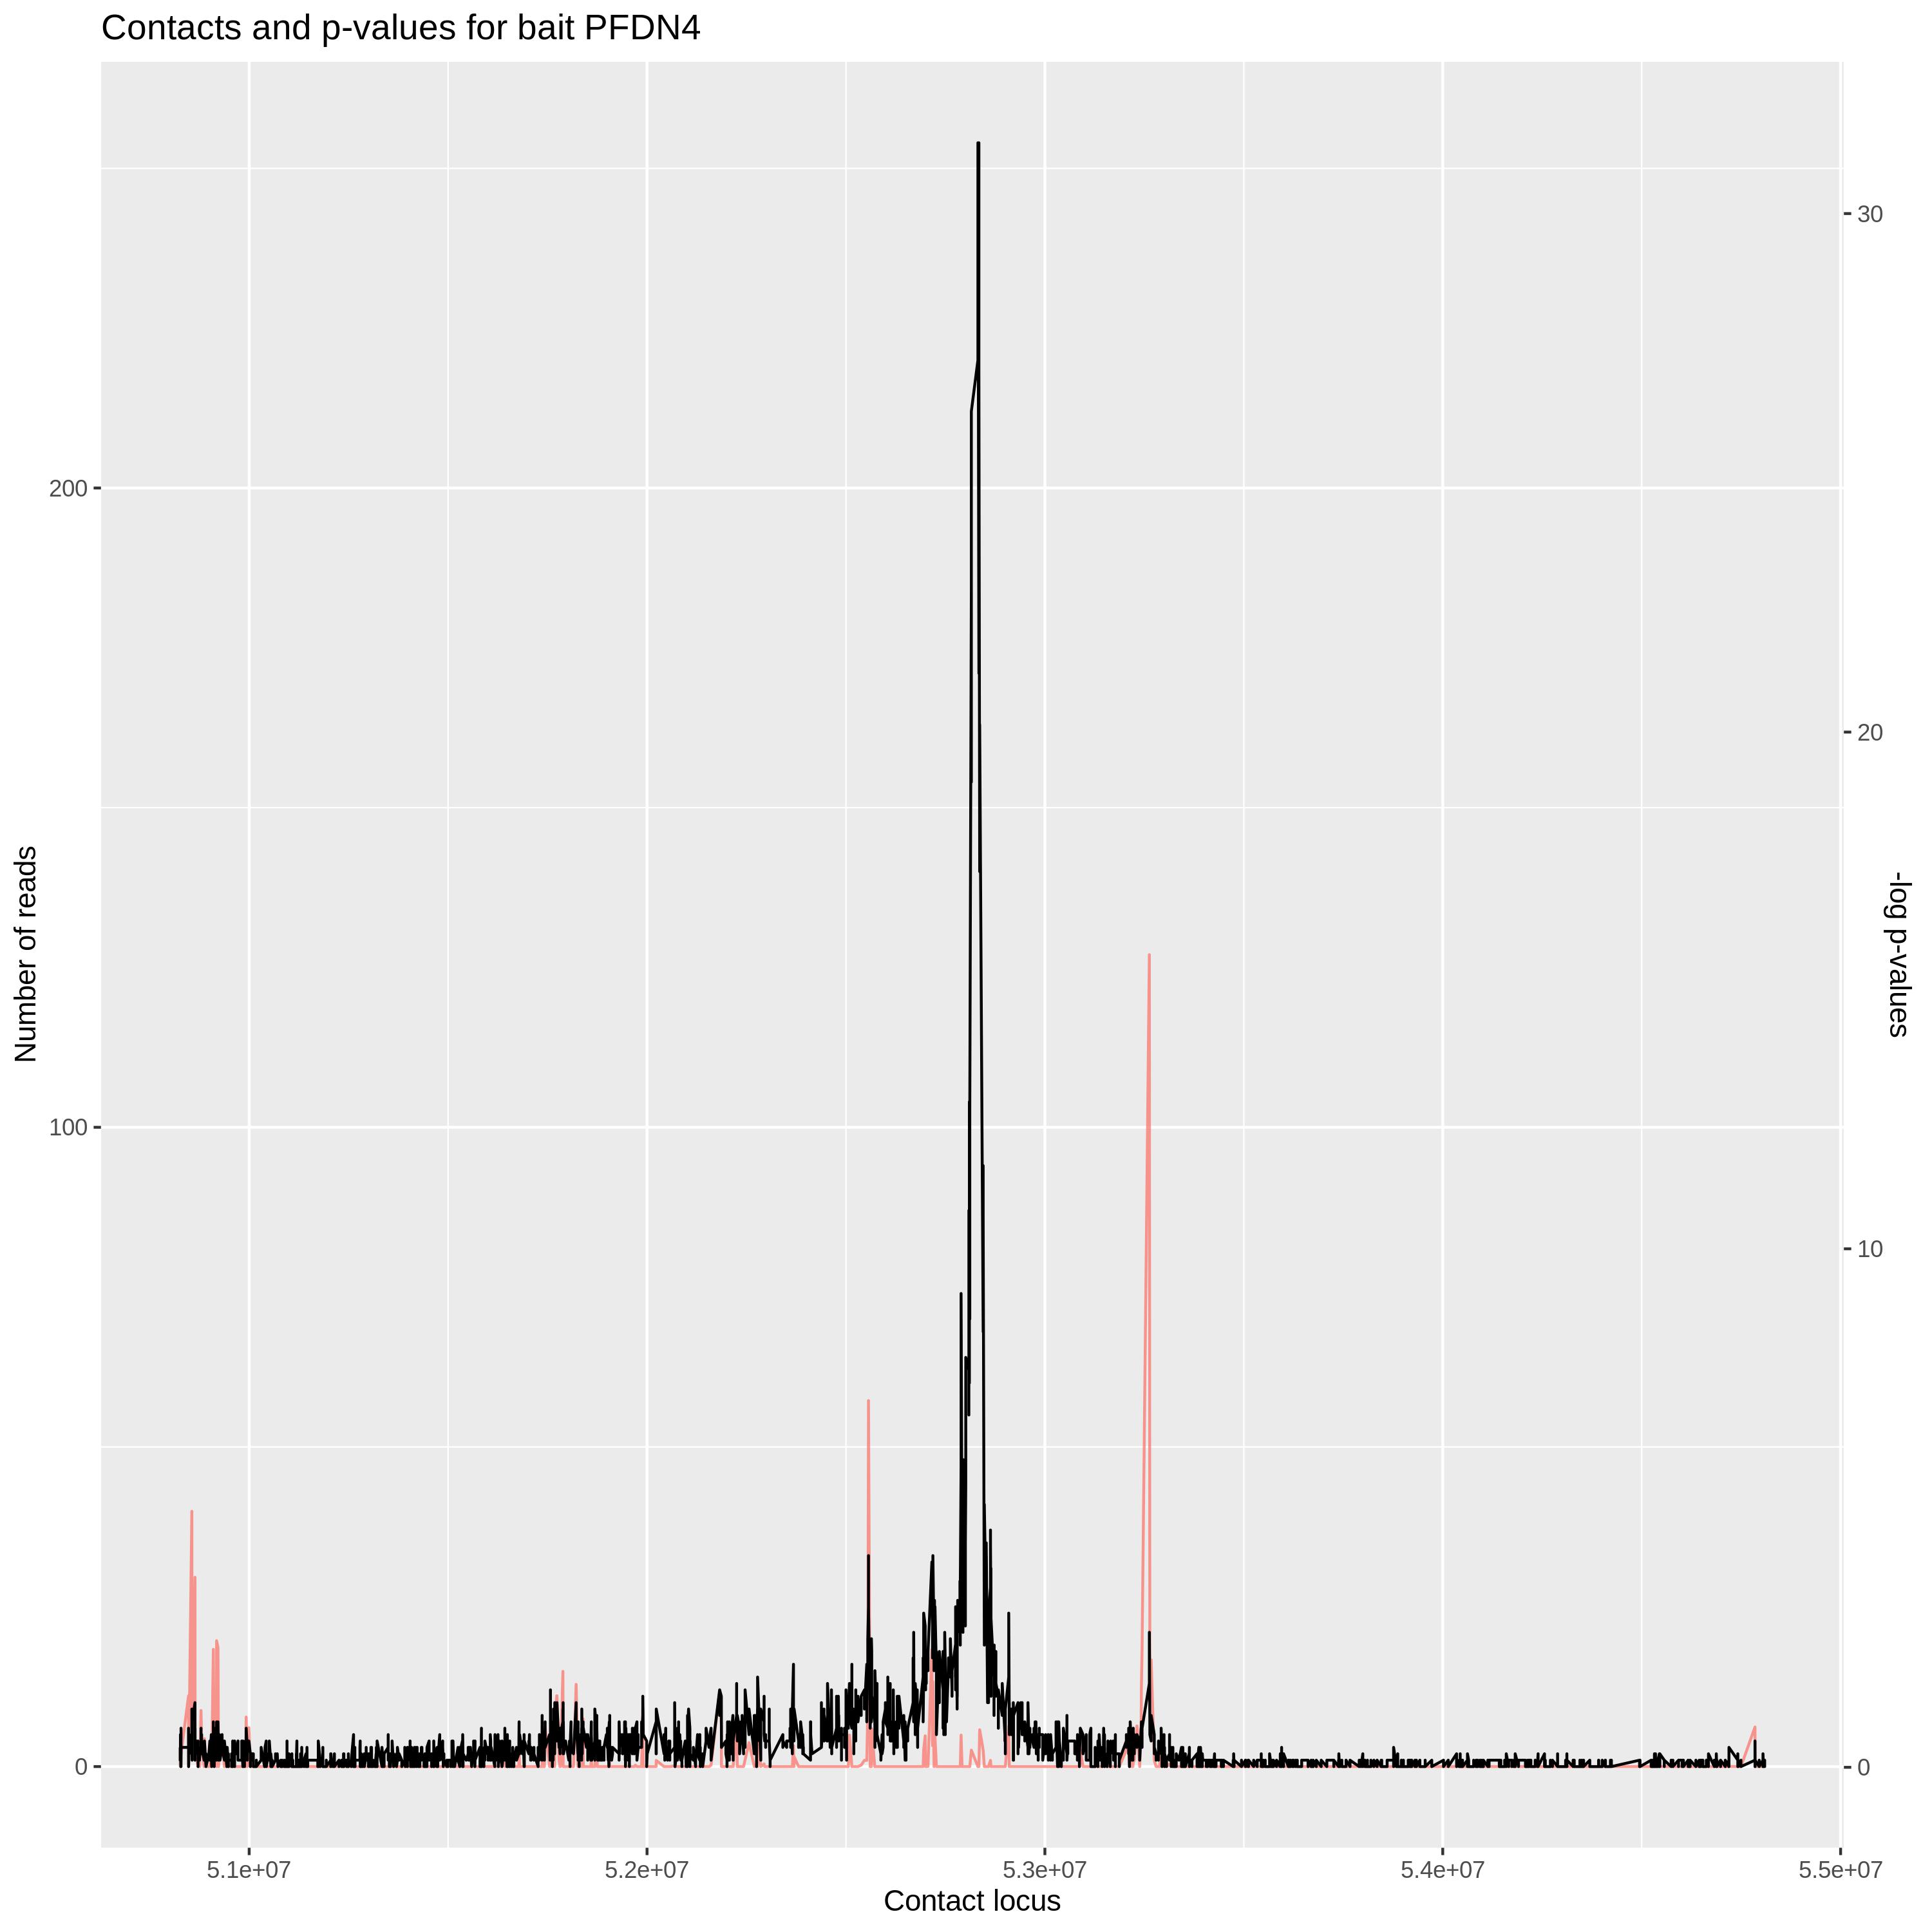 Contacts and p-values for bait PFDN4
Number of reads
200
100
0
30
20
10
0
-log p-values
5.1e+07 5.2e+07 5.3e+07 5.4e+07 5.5e+07
Contact locus